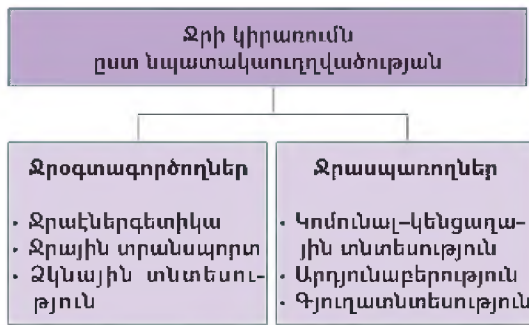 Ջրի կիրառումն
ըստ նպատակաուղղվածության
Ջրօգտագործողներ
• Ջրաէներգետիկա
• Ջրային տրանսպորտ
• Ձկնային տնտեսու-
թյուն
Ջրասպառողներ
• Կոմունալ-կենցաղա-
յին տնտեսություն
• Արդյունաբերություն
• Գյուղատնտեսություն